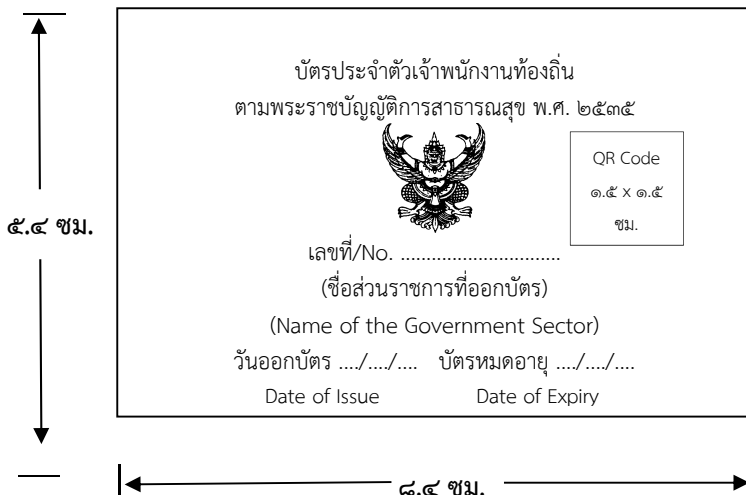 บัตรประจำตัวเจ้าพนักงานท้องถิ่น
ตามพระราชบัญญัติการสาธารณสุข พ.ศ. ๒๕๓๕
QR Code
๑.๕ x ๑.๕
ซม.
๕.๔ ซม.
เลขที่/No. ...............................
(ชื่อส่วนราชการที่ออกบัตร)
(Name of the Government Sector)
วันออกบัตร ..../..../.... บัตรหมดอายุ ..../..../....
Date of Issue Date of Expiry
๘.๔ ซม.